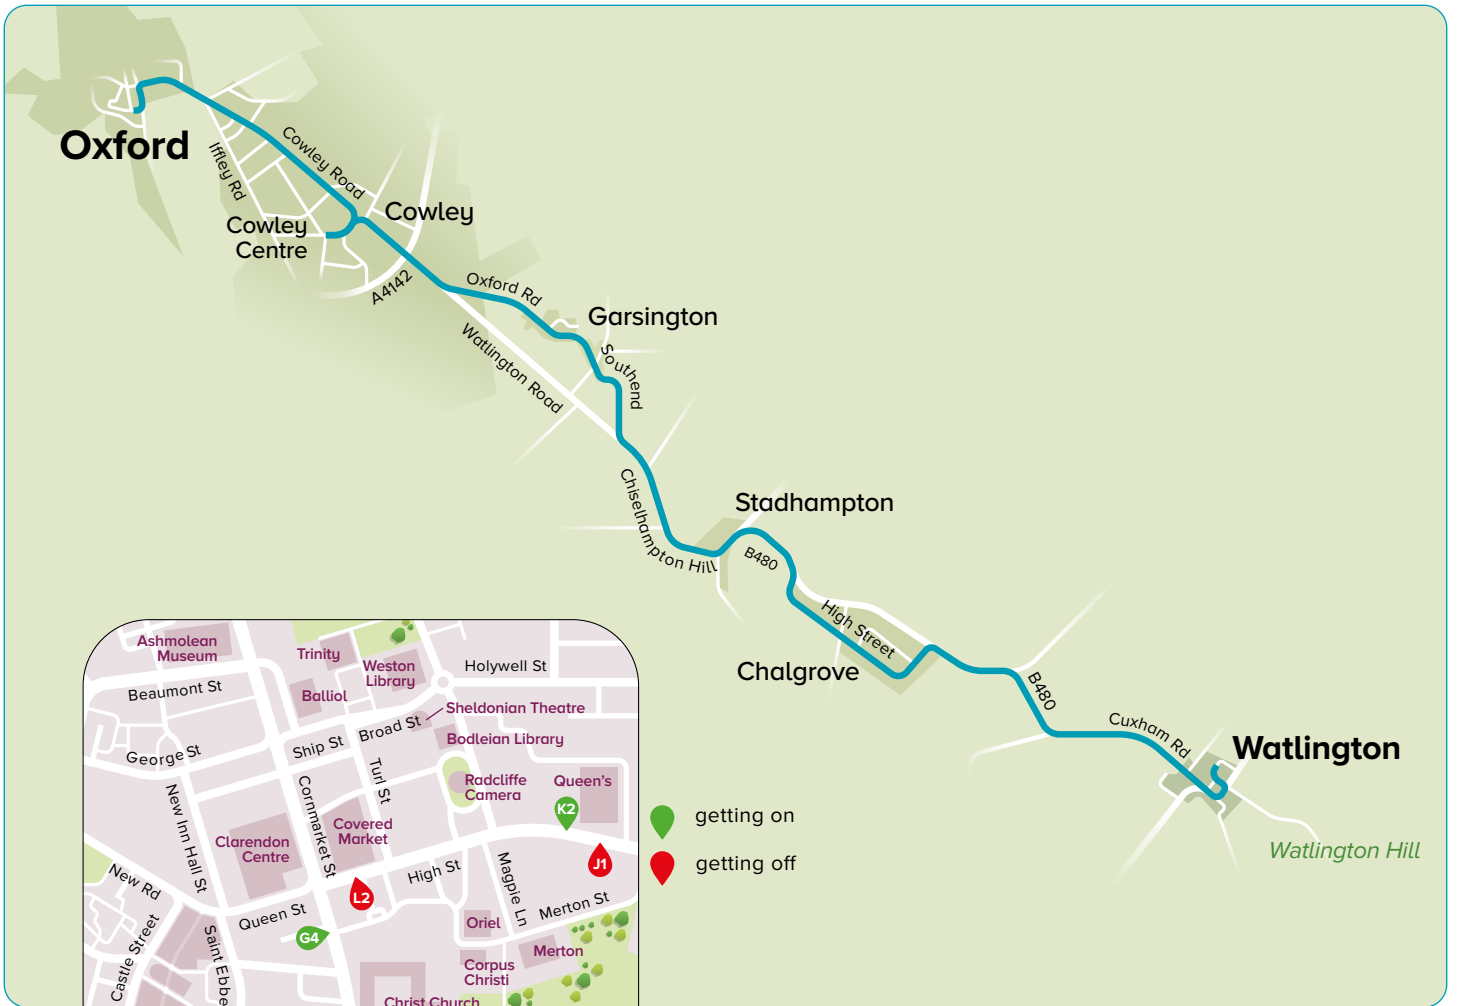 Oxford
Iffley Rd
Cowley Road
Cowley
Cowley
Centre
A4142
Oxford Rd
Garsington
Watlington Road
Southend
Chiselhampton Hill
Stadhampton
B480
High Street
Chalgrove
B480
Cuxham Rd
Watlington
Watlington Hill
Ashmolean
Museum
Trinity
Weston
Library
Holywell St
Beaumont St
Balliol
Sheldonian Theatre
Broad St
Ship St
Bodleian Library
George St
Turl St
Radcliffe
Camera
Queen's
New Inn Hall St
Cornmarket St
K2
Covered
Market
Clarendon
Centre
J1
High St
Magpie Ln
New Rd
L2
Merton St
Queen St
Oriel
G4
Castle Street
Saint Ebbe
Merton
Corpus
Christi
Christ Church
getting on
getting off